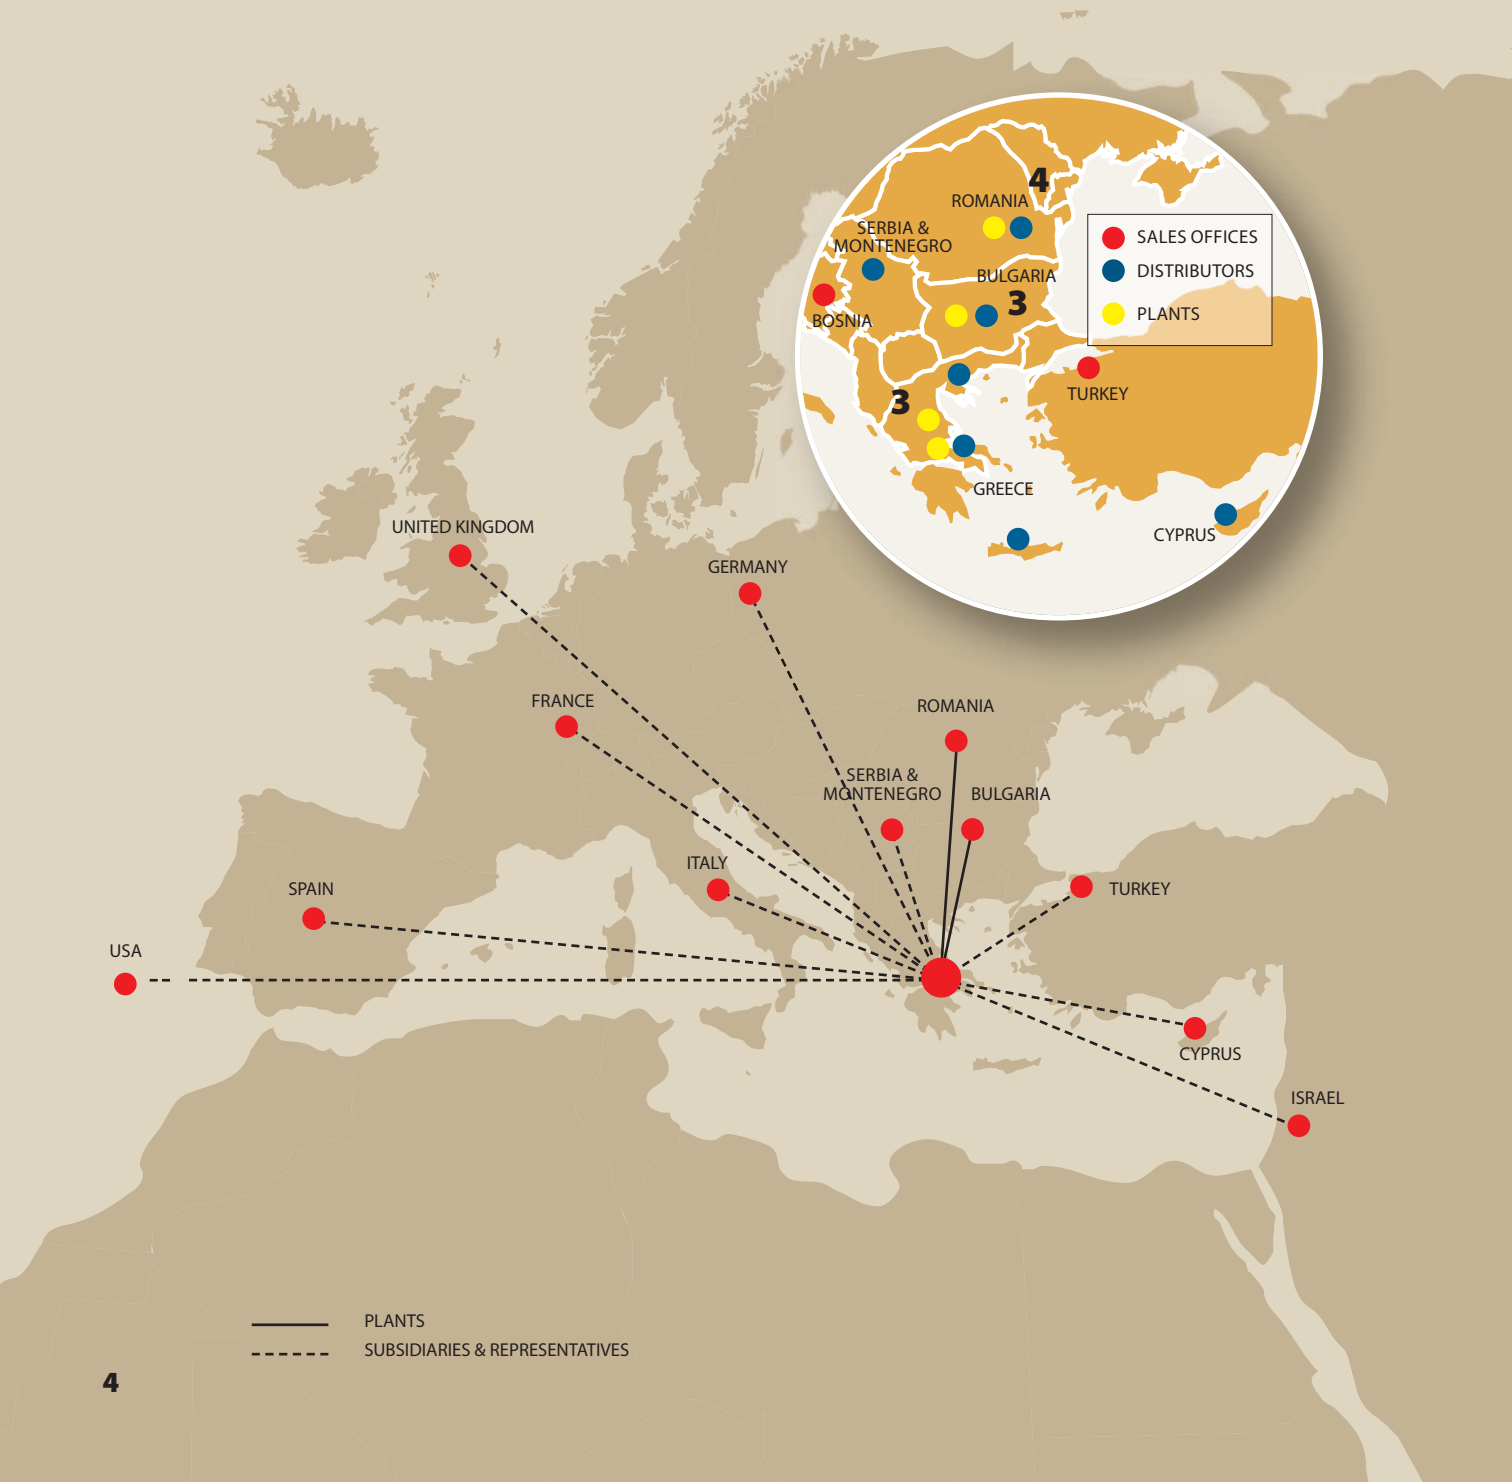 4
ROMANIA
SERBIA &
MONTENEGRO
BULGARIA
3
BOSNIA
SALES OFFICES
DISTRIBUTORS
PLANTS
TURKEY
3
GREECE
CYPRUS
UNITED KINGDOM
GERMANY
FRANCE
ROMANIA
SERBIA &
MONTENEGRO
BULGARIA
ITALY
SPAIN
TURKEY
USA
CYPRUS
ISRAEL
PLANTS
SUBSIDIARIES & REPRESENTATIVES
4